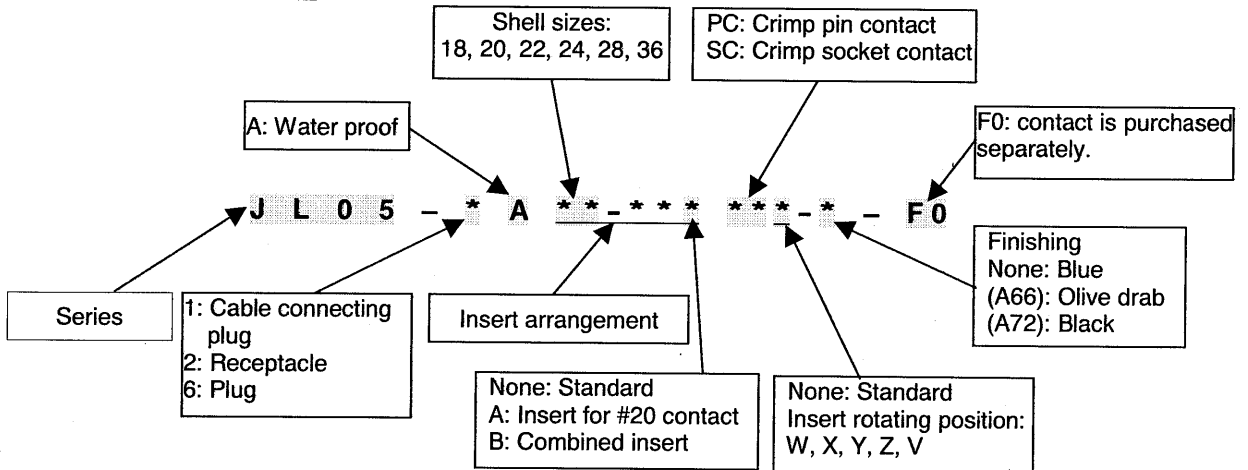 Shell sizes:
18, 20, 22, 24, 28, 36
PC: Crimp pin contact
SC: Crimp socket contact
A: Water proof
F0: contact is purchased
separately.
J L 0 5 - * A * * - * * * * * * - * - F 0
Series
1: Cable connecting
plug
2: Receptacle
6: Plug
Insert arrangement
Finishing
None: Blue
(A66): Olive drab
(A72): Black
None: Standard
A: Insert for #20 contact
B: Combined insert
None: Standard
Insert rotating position:
W, X, Y, Z, V